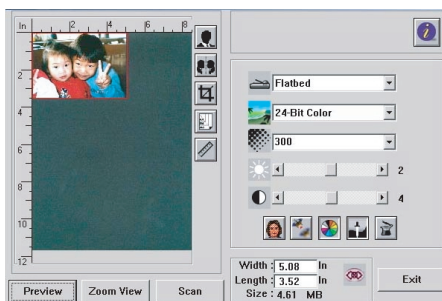 In 2 4 6 8
2
4
6
8
10
12
i
Flatbed
24-Bit Color
300
2
4
Width : 5.08 In
Length : 3.52 In
Size : 4.61 MB
Preview Zoom View Scan
Exit